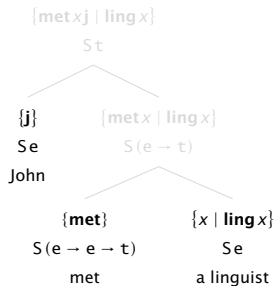 {met x j | ling x}
S t
{j}
{met x | ling x}
S e
S (e → t)
John
{met}
{x | ling x}
S (e → e → t)
S e
met
a linguist